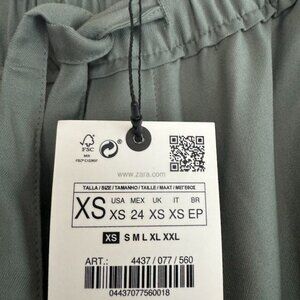 FSC
MIX
www.zara.com
TALLA / SIZE / TAMANHO / TAILLE / MAAT /
XS
USA MEX UK IT BR
XS 24 XS XS EP
XS S M L XL XXL
ART.: 4437 / 077 / 560
04437077560018